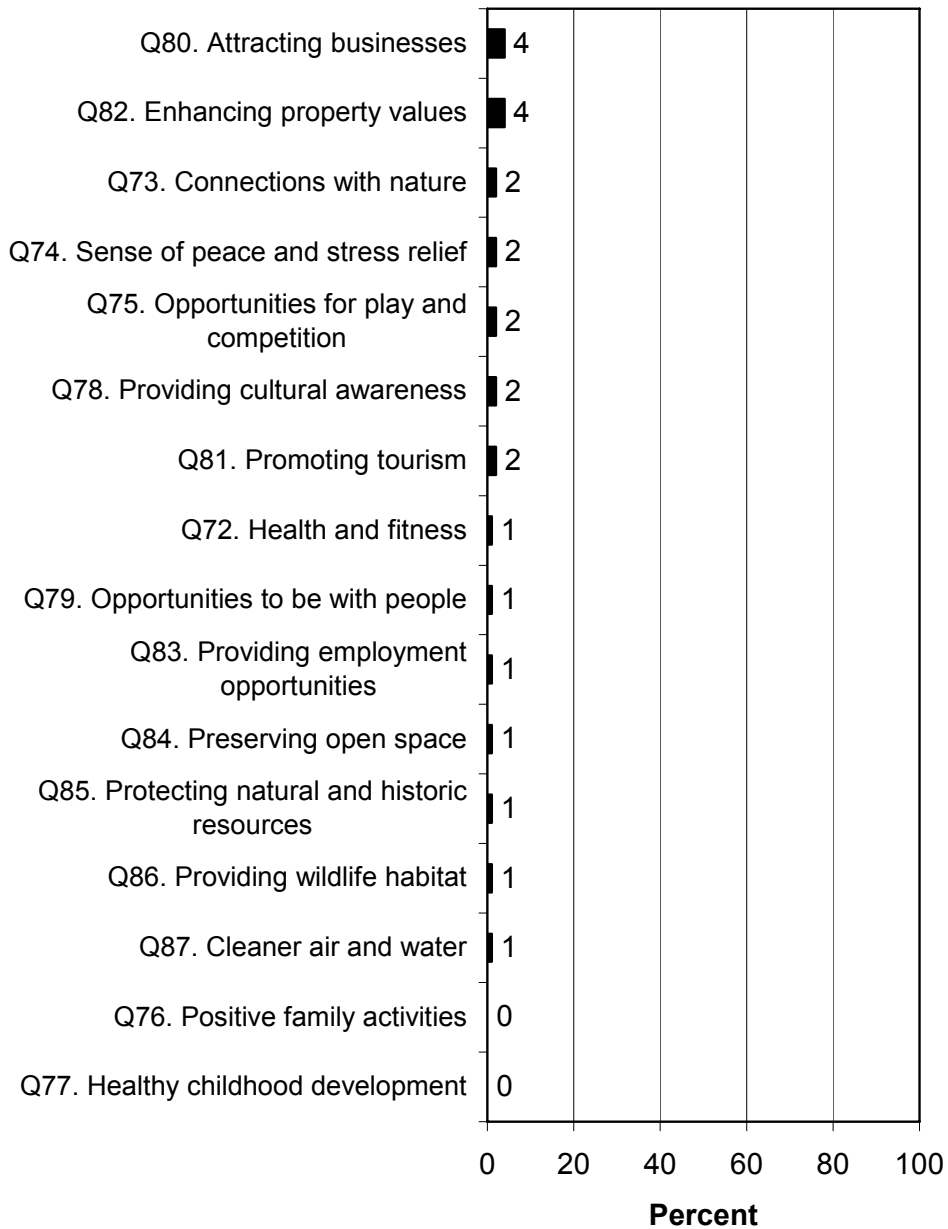 Q80. Attracting businesses 4
Q82. Enhancing property values 4
Q73. Connections with nature 2
Q74. Sense of peace and stress relief 2
Q75. Opportunities for play and
competition 2
Q78. Providing cultural awareness 2
Q81. Promoting tourism 2
Q72. Health and fitness 1
Q79. Opportunities to be with people 1
Q83. Providing employment
opportunities 1
Q84. Preserving open space 1
Q85. Protecting natural and historic
resources 1
Q86. Providing wildlife habitat 1
Q87. Cleaner air and water 1
Q76. Positive family activities 0
Q77. Healthy childhood development 0
0 20 40 60 80 100
Percent